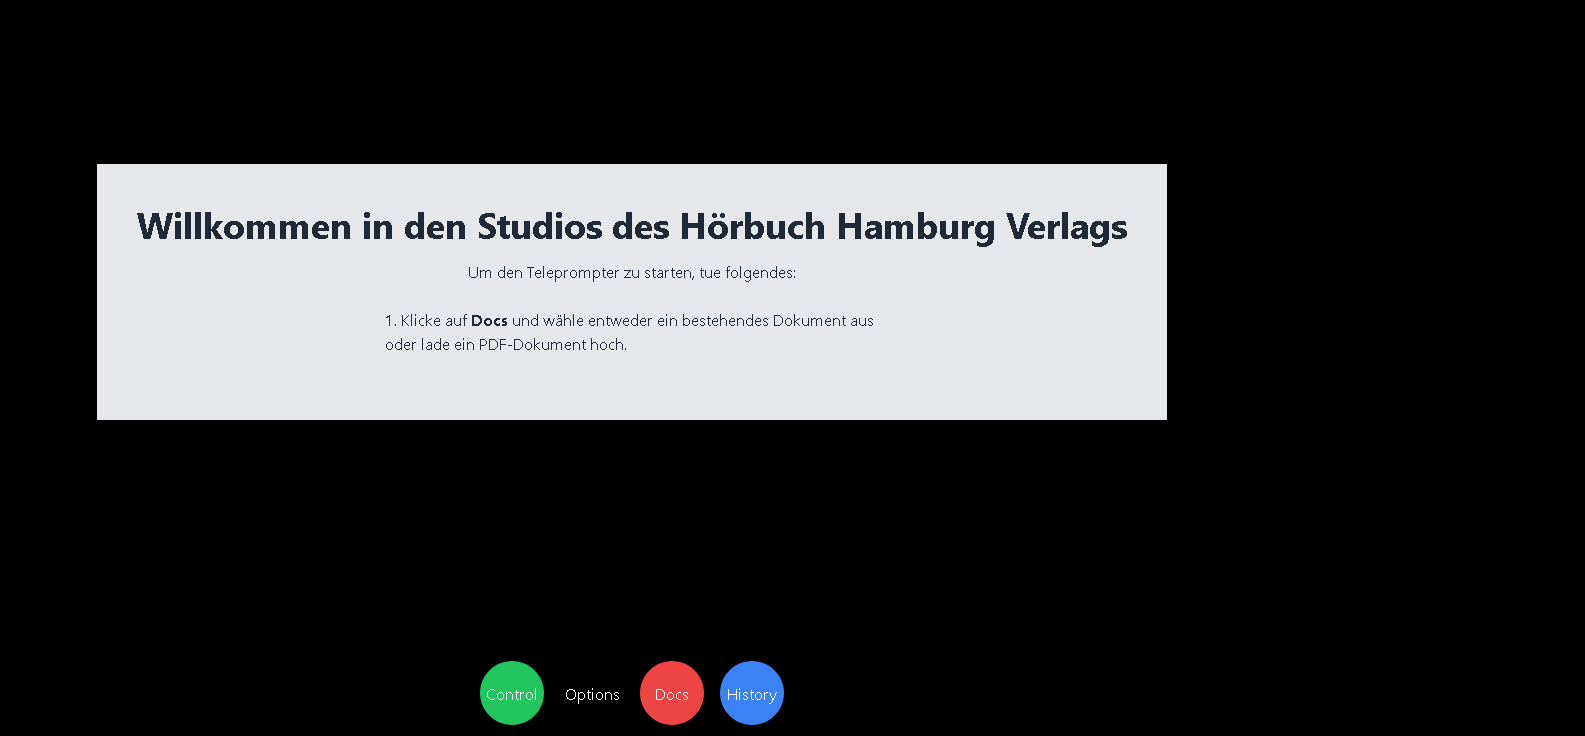 Willkommen in den Studios des Hörbuch Hamburg Verlags
Um den Teleprompter zu starten, tue folgendes:
1. Klicke auf Docs und wähle entweder ein bestehendes Dokument aus
oder lade ein PDF-Dokument hoch.
Control Options Docs History